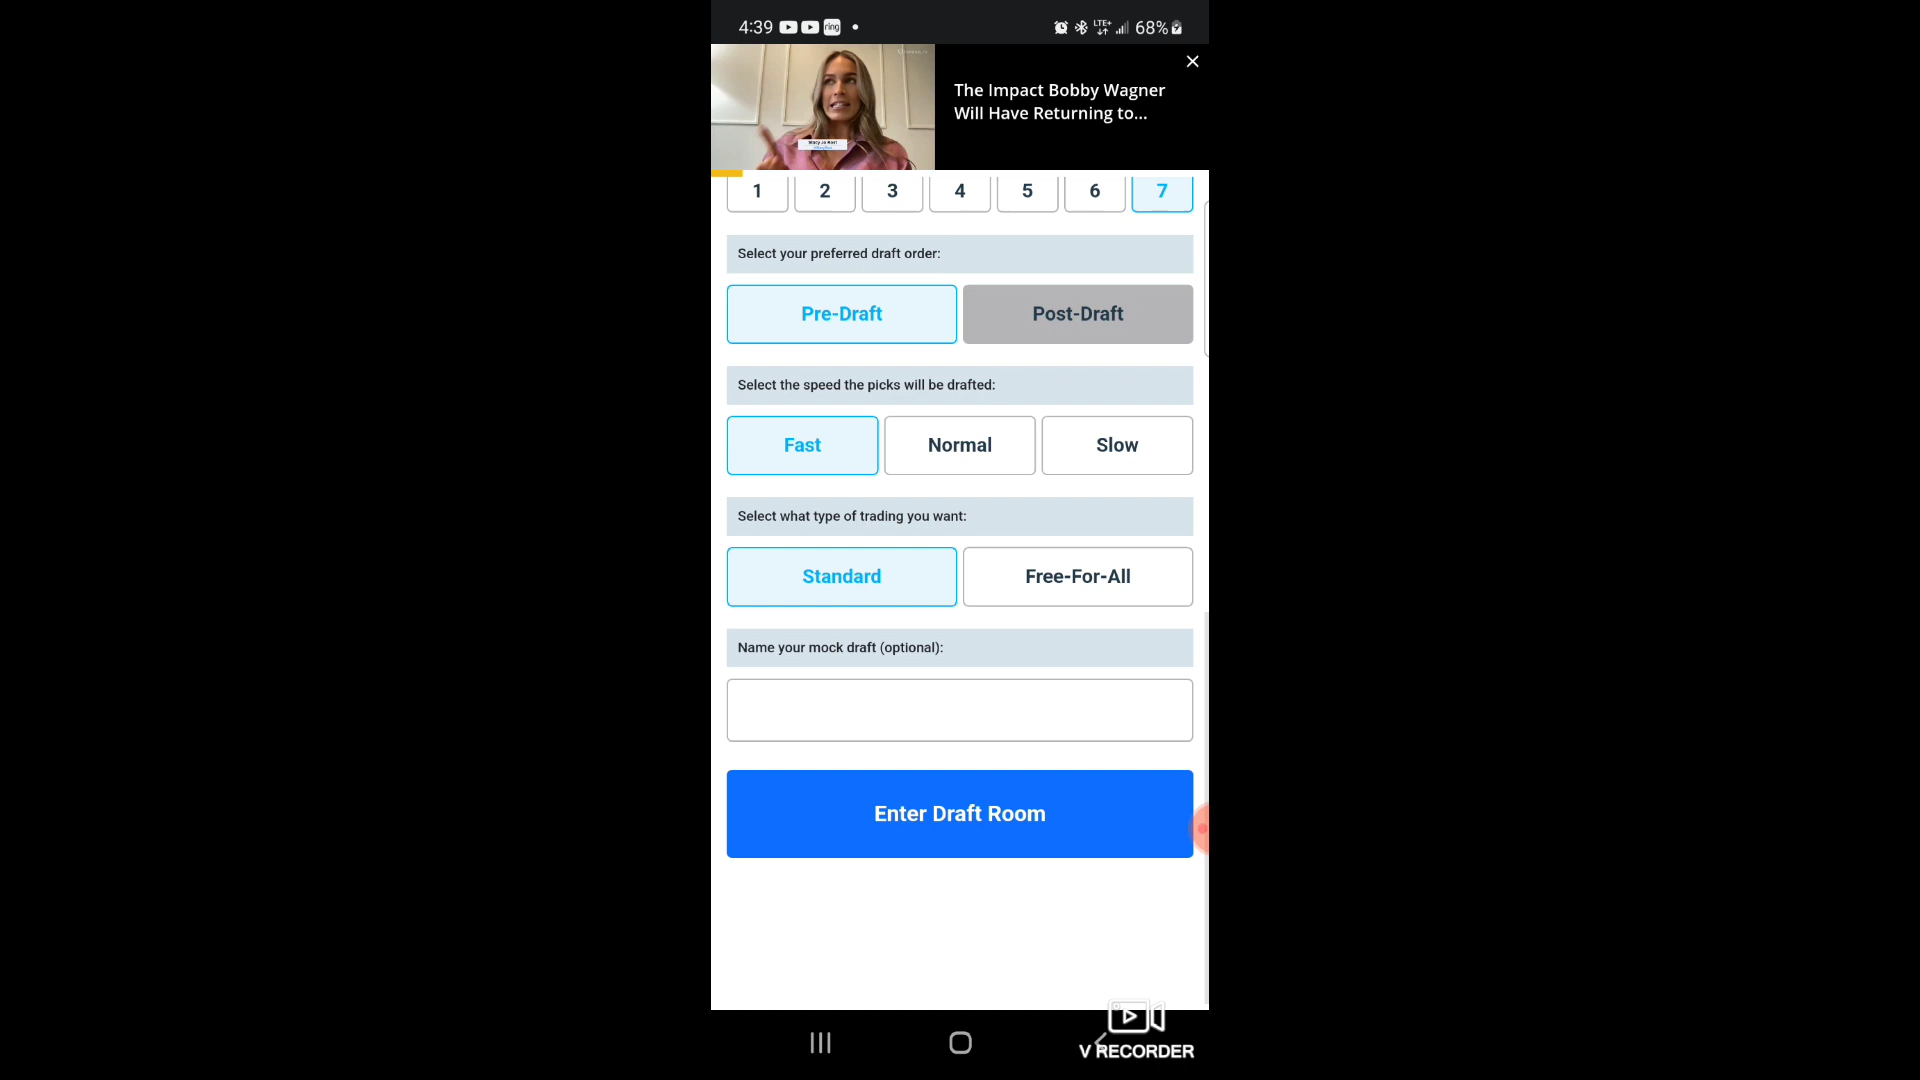 4:39
ring
LTE+
68%
The Impact Bobby Wagner
Will Have Returning to...
1 2 3 4 5 6 7
Select your preferred draft order:
Pre-Draft Post-Draft
Select the speed the picks will be drafted:
Fast Normal Slow
Select what type of trading you want:
Standard Free-For-All
Name your mock draft (optional):
Enter Draft Room
V RECORDER